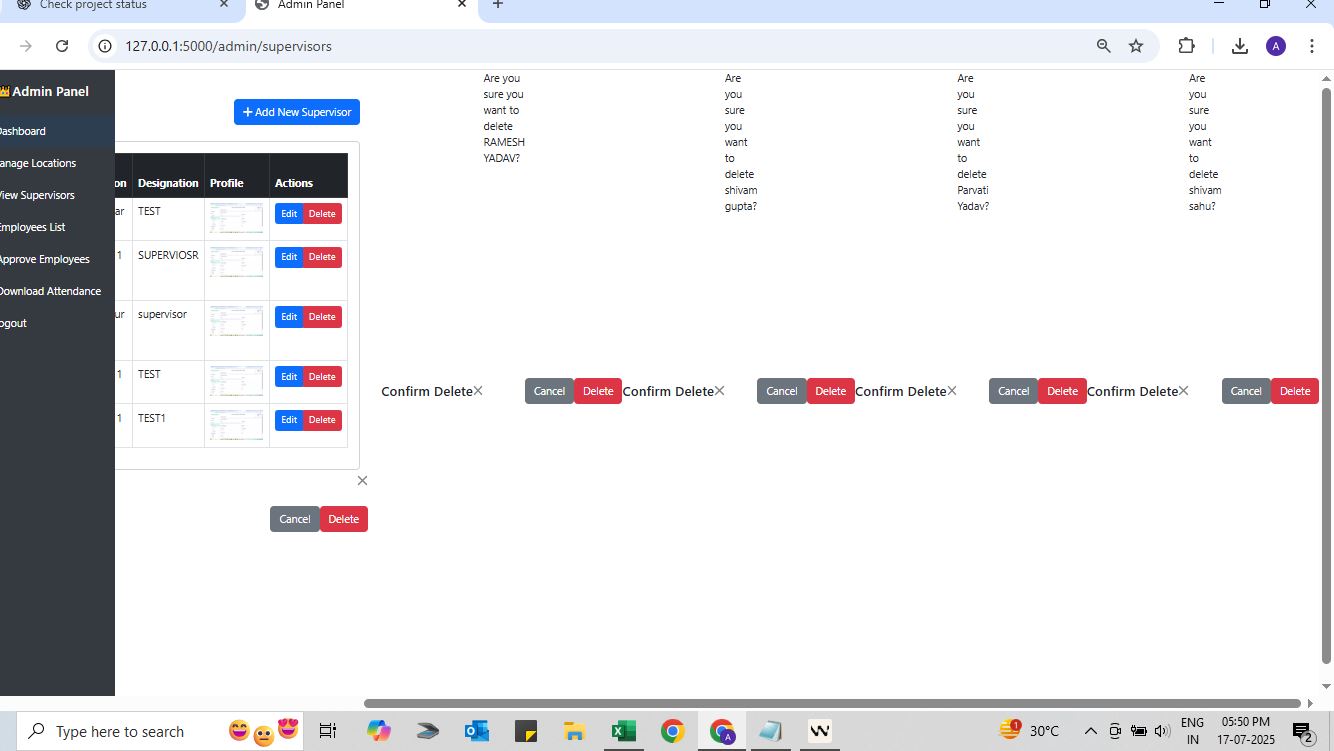 Check project status
Admin Panel
127.0.0.1:5000/admin/supervisors
A
Admin Panel
Dashboard
anage Locations
View Supervisors
Employees List
Approve Employees
Download Attendance
ogout
+ Add New Supervisor
on Designation Profile Actions
ar TEST Edit Delete
1 SUPERVIOSR Edit Delete
ur supervisor Edit Delete
1 TEST Edit Delete
1 TEST1 Edit Delete
Cancel Delete
Are you
sure you
want to
delete
RAMESH
YADAV?
Confirm Delete
Cancel Delete
Are
you
sure
you
want
to
delete
shivam
gupta?
Confirm Delete
Cancel Delete
Are
you
sure
you
want
to
delete
Parvati
Yadav?
Confirm Delete
Cancel Delete
Are
you
sure
you
want
to
delete
shivam
sahu?
Confirm Delete
Cancel Delete
Type here to search
A
1
30°C
ENG
IN
05:50 PM
17-07-2025
2